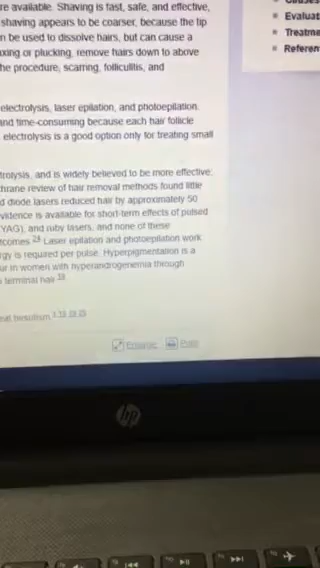 re available. Shaving is fast, safe, and effective,
shaving appears to be coarser, because the tip
n be used to dissolve hairs, but can cause a
xing or plucking, remove hairs down to above
he procedure; scarring, folliculitis, and
Evaluat
Treatme
Referen
electrolysis, laser epilation, and photoepilation.
and time-consuming because each hair follicle
electrolysis is a good option only for treating small
trolysis, and is widely believed to be more effective;
chrane review of hair removal methods found little
d diode lasers reduced hair by approximately 50
vidence is available for short-term effects of pulsed
YAG), and ruby lasers, and none of these
tcomes. Laser epilation and photoepilation work
rgy is required per pulse. Hyperpigmentation is a
ur in women with hyperandrogenemia through
terminal hair.
hirsutism
Enlarge Print
hp